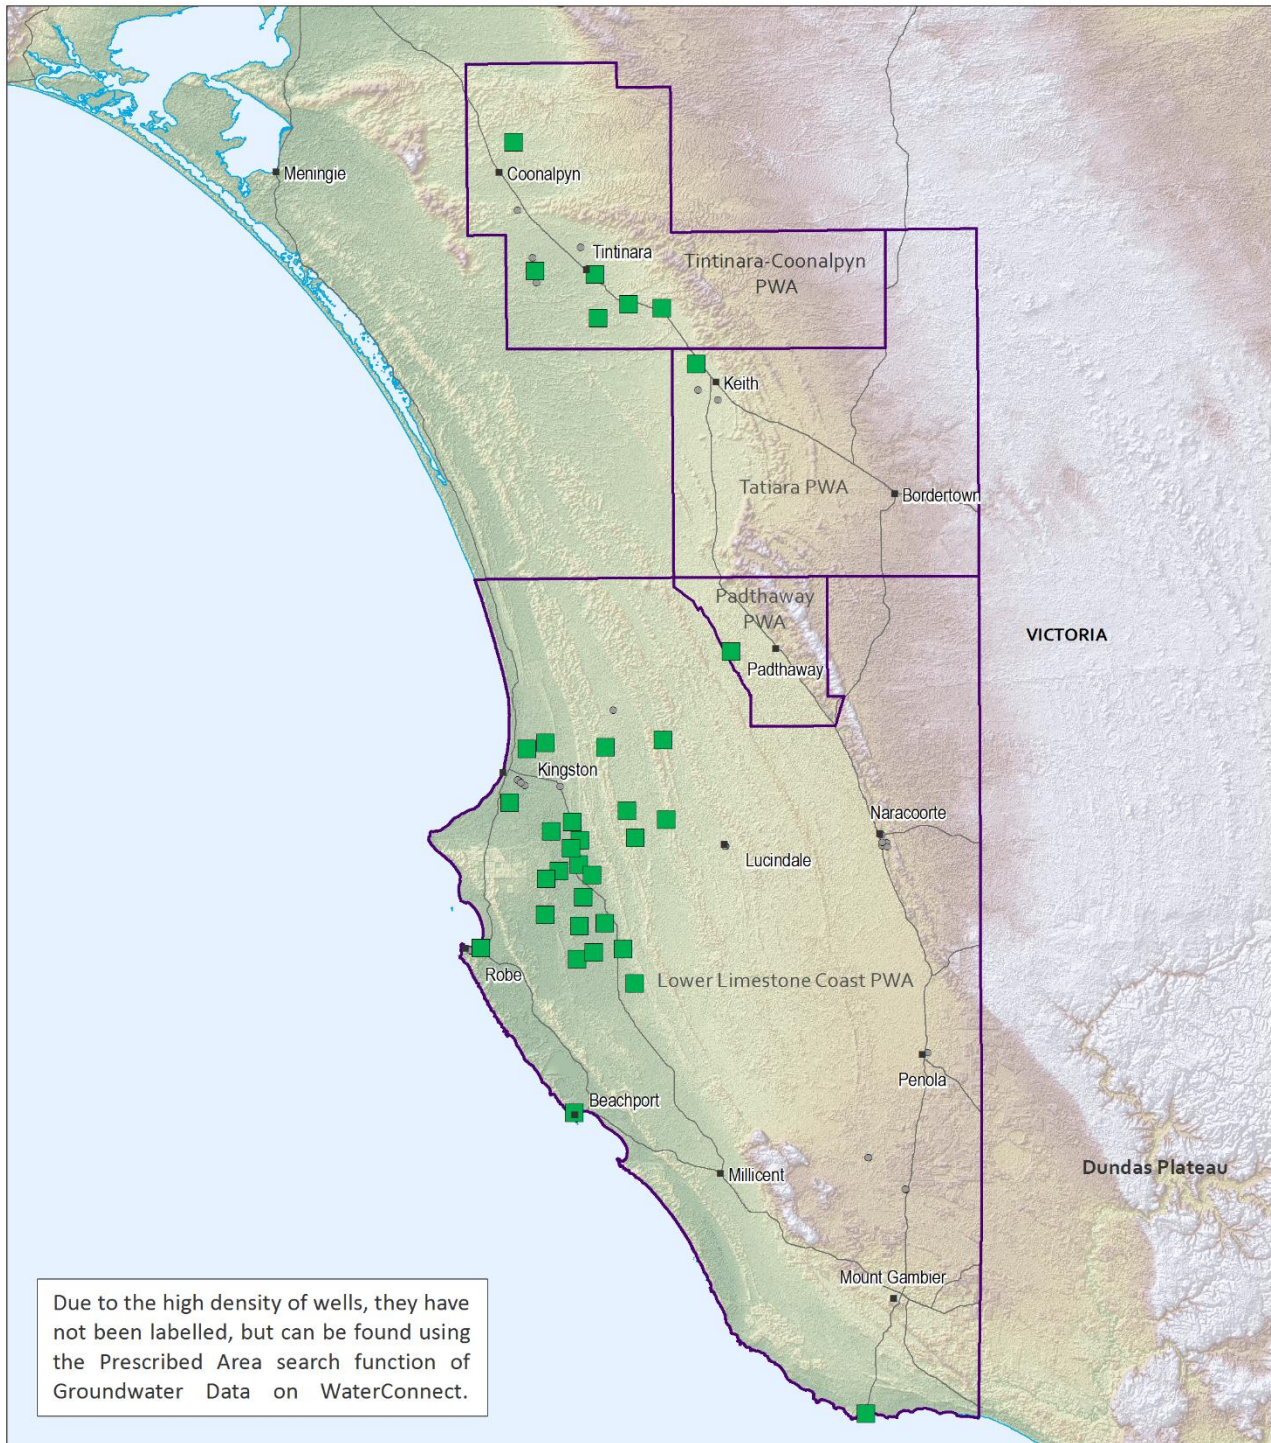 Meningie
Coonalpyn
Tintinara
Tintinara-Coonalpyn
PWA
Keith
Tatiara PWA
Bordertown
Padthaway
PWA
VICTORIA
Padthaway
Kingston
Naracoorte
Lucindale
Robe
Lower Limestone Coast PWA
Penola
Beachport
Dundas Plateau
Millicent
Mount Gambier
Due to the high density of wells, they have
not been labelled, but can be found using
the Prescribed Area search function of
Groundwater Data on WaterConnect.